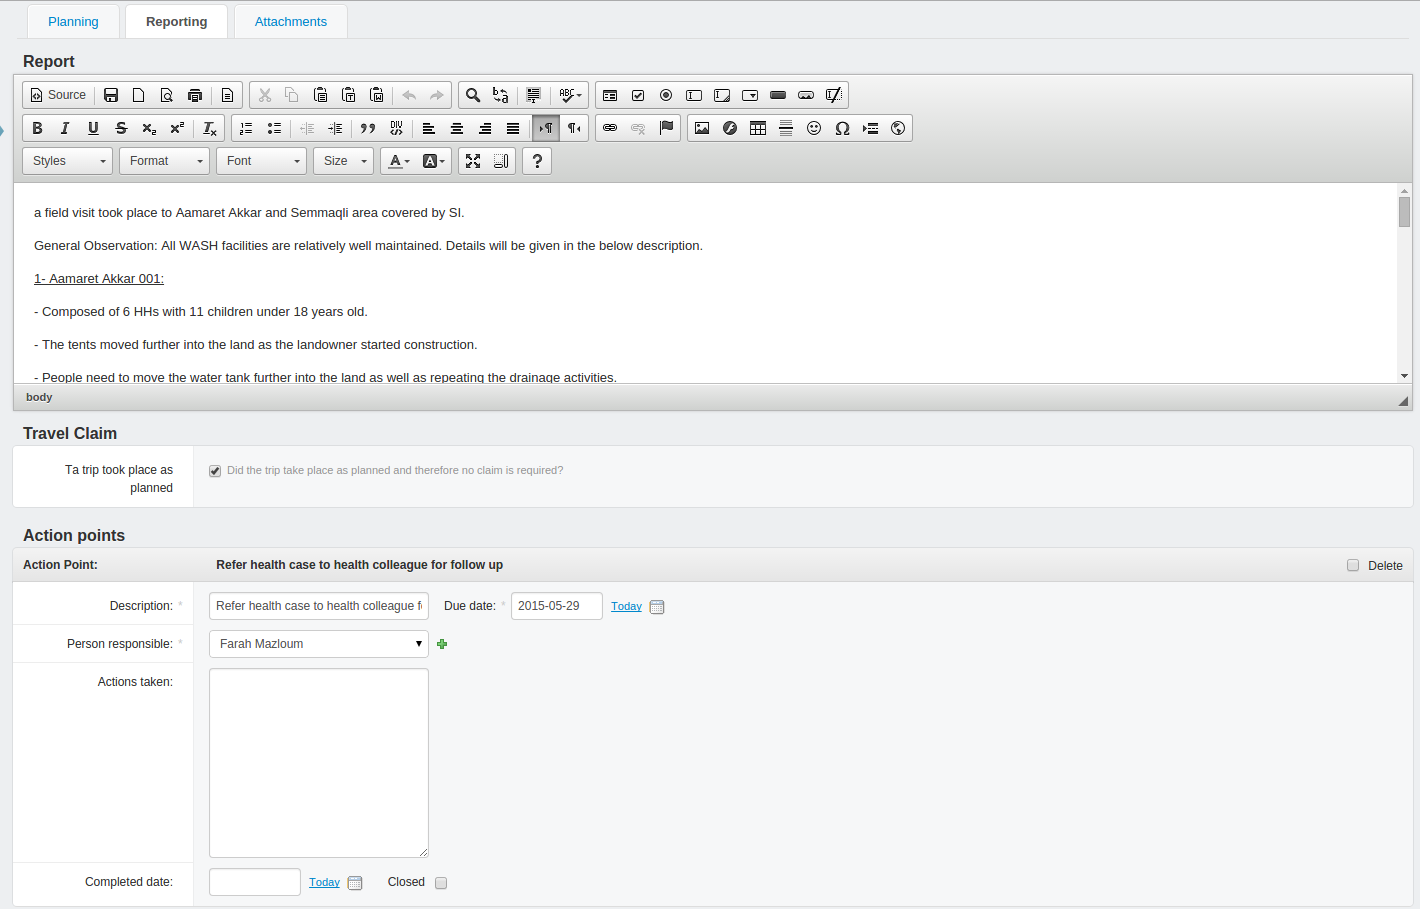 Planning Reporting Attachments
Report
Source
ABC
DIV
Styles Format Font Size A A ?
a field visit took place to Aamaret Akkar and Semmaqli area covered by SI.
General Observation: All WASH facilities are relatively well maintained. Details will be given in the below description.
1- Aamaret Akkar 001:
- Composed of 6 HHs with 11 children under 18 years old.
- The tents moved further into the land as the landowner started construction.
- People need to move the water tank further into the land as well as repeating the drainage activities.
body
Travel Claim
Ta trip took place as
planned
Did the trip take place as planned and therefore no claim is required?
Action points
Action Point: Refer health case to health colleague for follow up Delete
Description: * Refer health case to health colleague f Due date: * 2015-05-29 Today
Person responsible: * Farah Mazloum
Actions taken:
Completed date: Today Closed